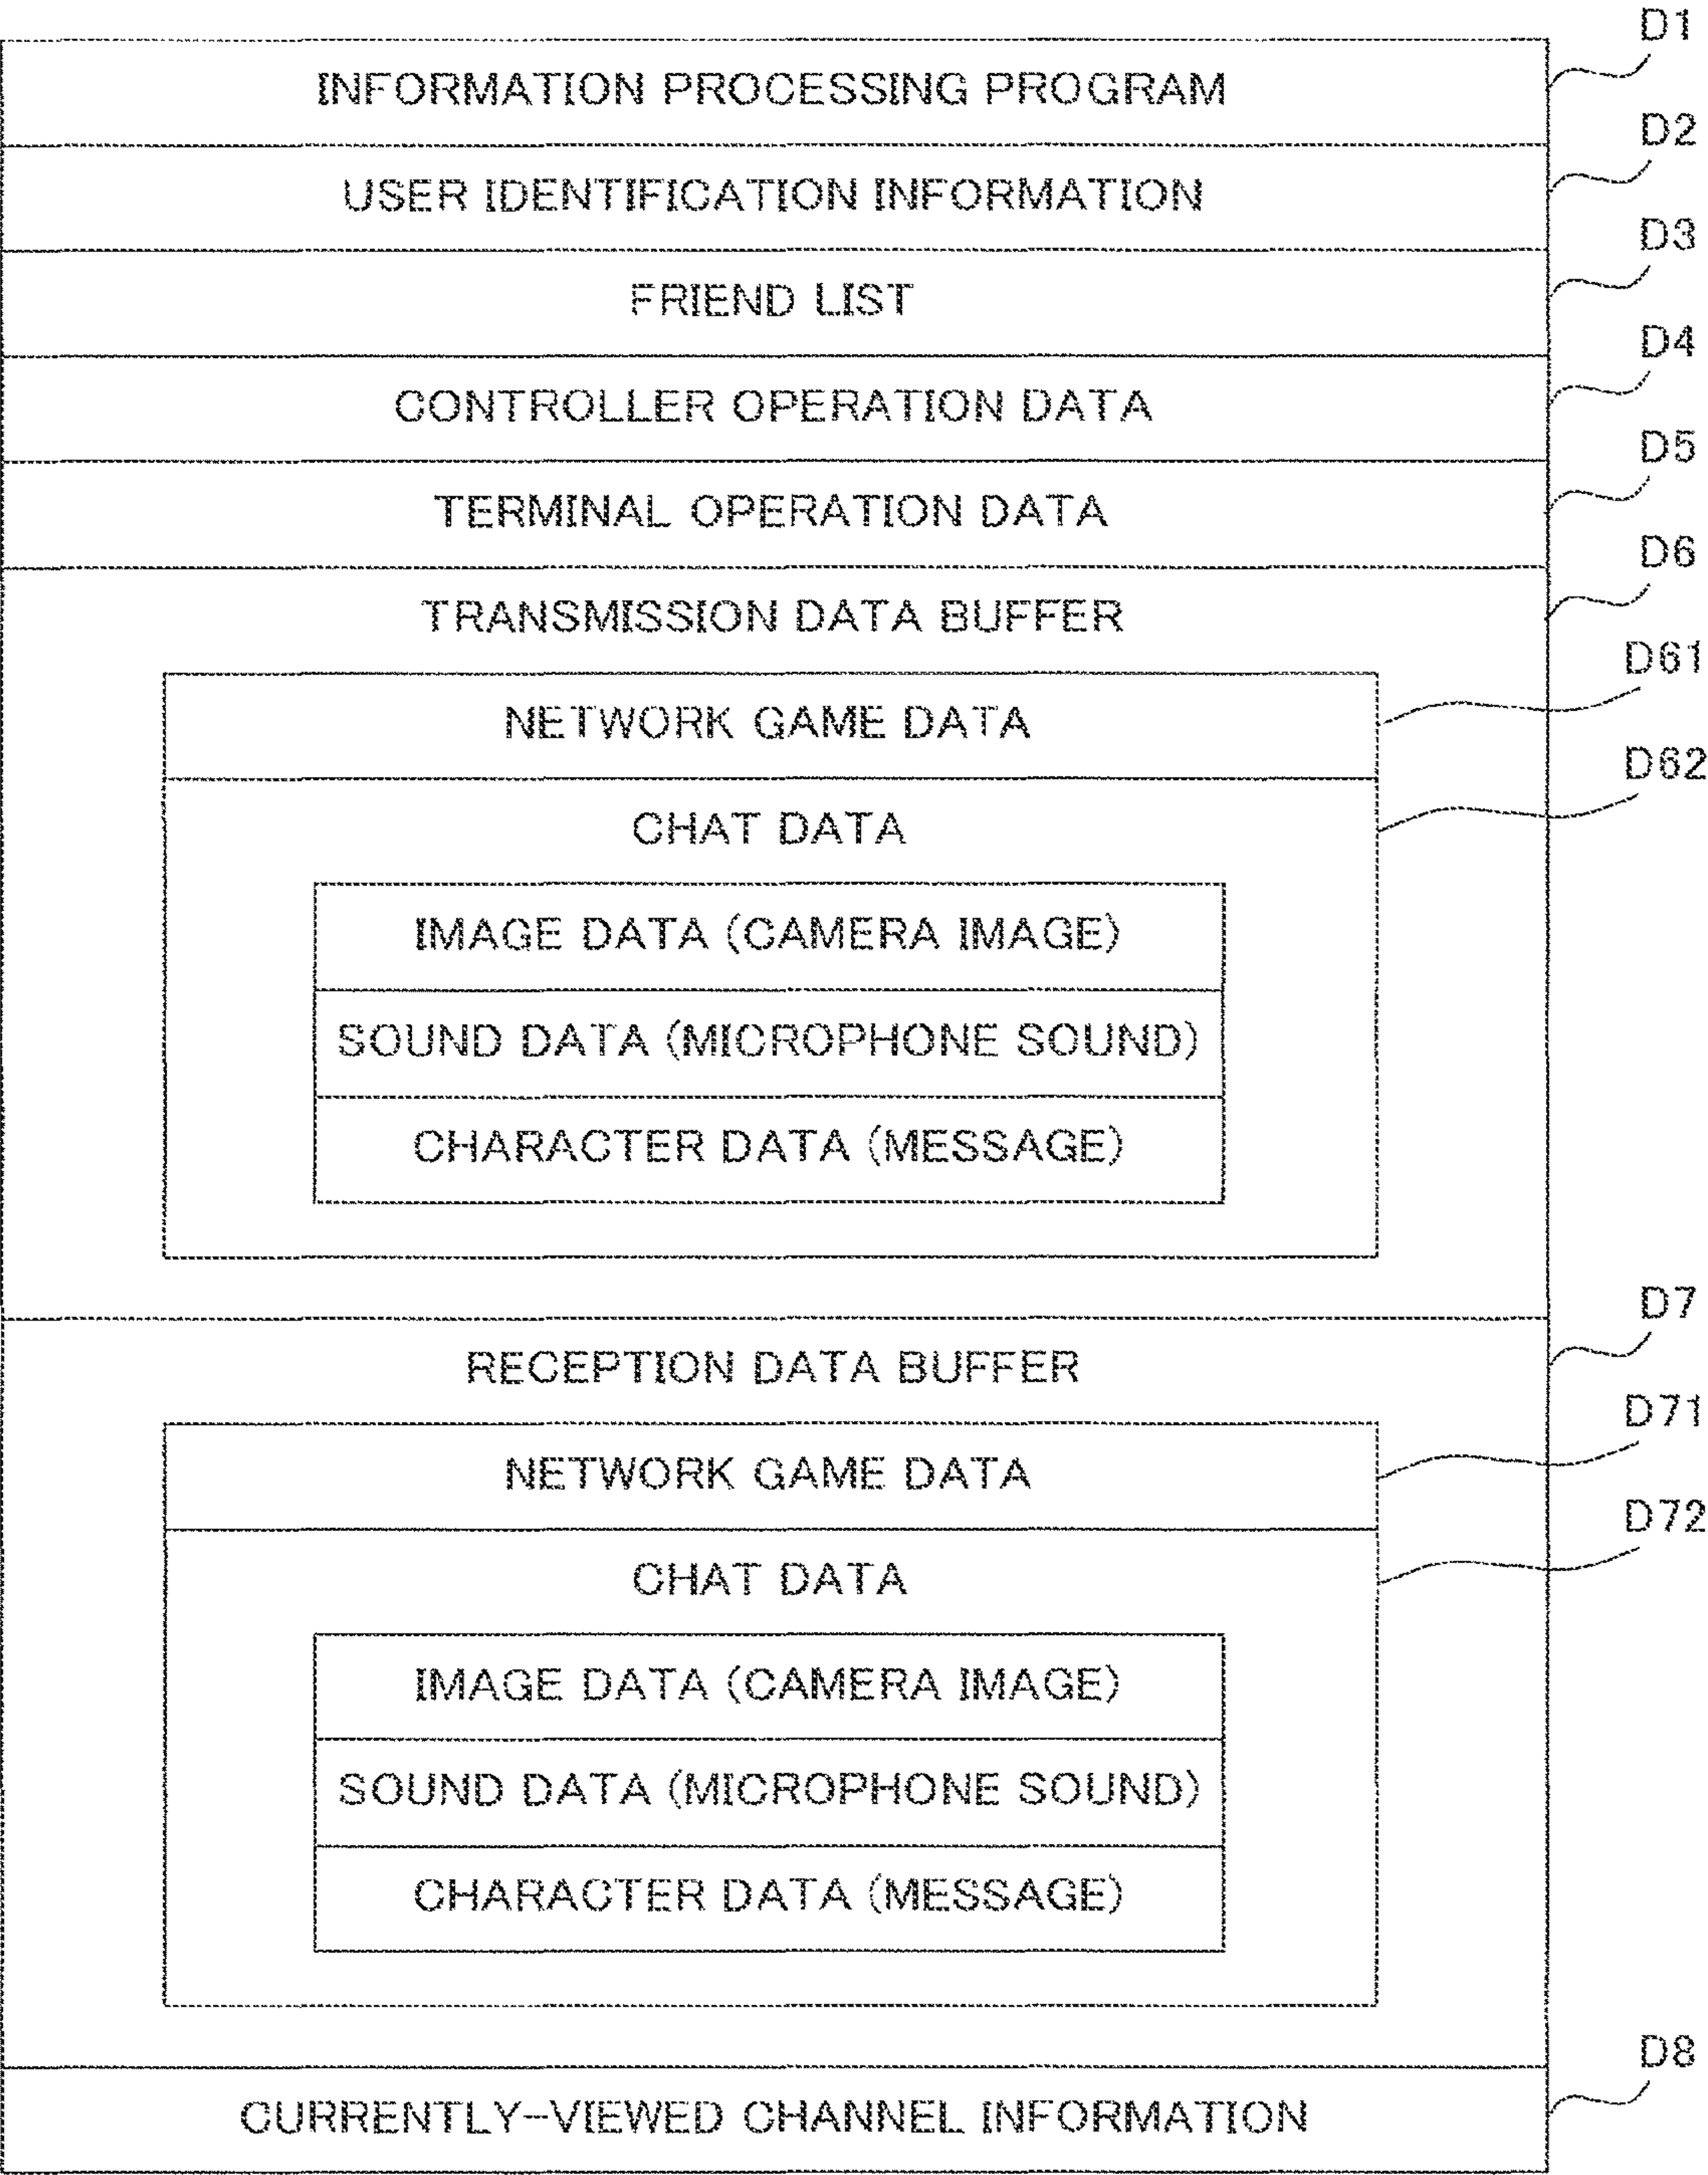 D1
INFORMATION PROCESSING PROGRAM
D2
USER IDENTIFICATION INFORMATION
D3
FRIEND LIST
D4
CONTROLLER OPERATION DATA
D5
TERMINAL OPERATION DATA
D6
TRANSMISSION DATA BUFFER
D61
NETWORK GAME DATA
D62
CHAT DATA
IMAGE DATA (CAMERA IMAGE)
SOUND DATA (MICROPHONE SOUND)
CHARACTER DATA (MESSAGE)
D7
RECEPTION DATA BUFFER
D71
NETWORK GAME DATA
D72
CHAT DATA
IMAGE DATA (CAMERA IMAGE)
SOUND DATA (MICROPHONE SOUND)
CHARACTER DATA (MESSAGE)
D8
CURRENTLY-VIEWED CHANNEL INFORMATION